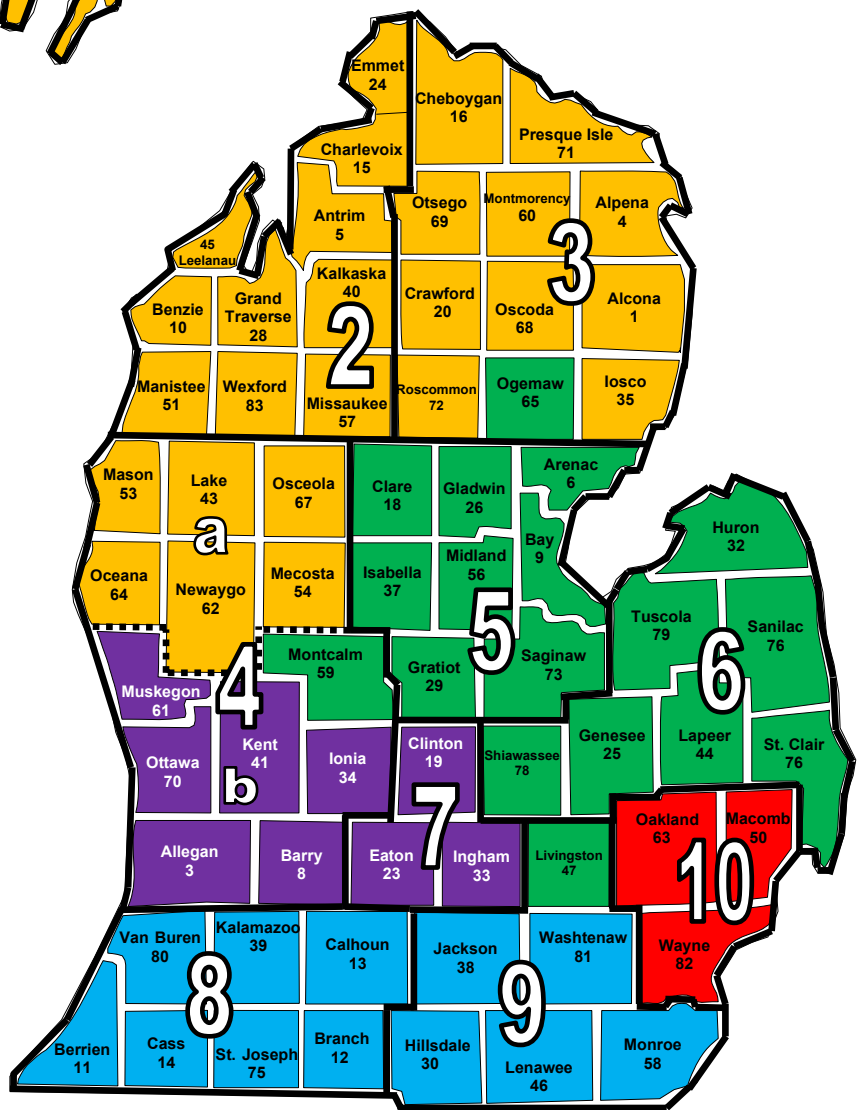 Emmet
24
Cheboygan
16
Presque Isle
71
Charlevoix
15
Antrim
5
Otsego
69
Montmorency
60
Alpena
4
45
Leelanau
Kalkaska
40
Benzie
10
Grand
Traverse
28
Crawford
20
Oscoda
68
Alcona
1
3
2
Manistee
51
Wexford
83
Missaukee
57
Roscommon
72
Ogemaw
65
Iosco
35
Mason
53
Lake
43
Osceola
67
a
Clare
18
Gladwin
26
Arenac
6
Bay
9
Huron
32
Oceana
64
Newaygo
62
Mecosta
54
Isabella
37
Midland
56
5
Tuscola
79
Sanilac
76
6
Muskegon
61
4
Montcalm
59
Gratiot
29
Saginaw
73
Ottawa
70
Kent
41
b
Ionia
34
Clinton
19
7
Shiawassee
78
Genesee
25
Lapeer
44
St. Clair
76
Allegan
3
Barry
8
Eaton
23
Ingham
33
Livingston
47
Oakland
63
Macomb
50
10
Wayne
82
Van Buren
80
Kalamazoo
39
Calhoun
13
Jackson
38
Washtenaw
81
8
9
Berrien
11
Cass
14
St. Joseph
75
Branch
12
Hillsdale
30
Lenawee
46
Monroe
58